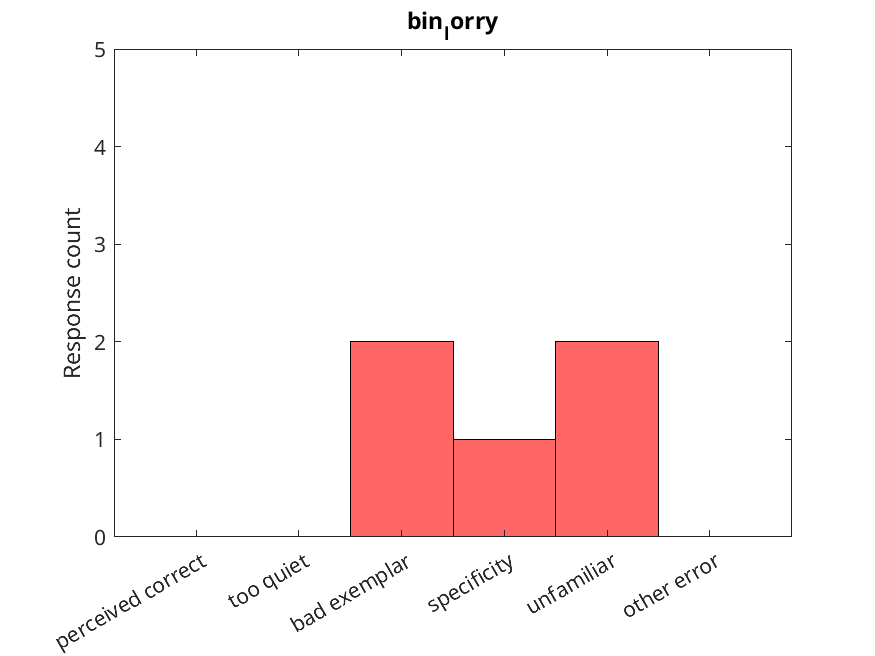 bin_lorry
5
4
3
2
1
0
Response count
perceived correct
too quiet
bad exemplar
specificity
unfamiliar
other error